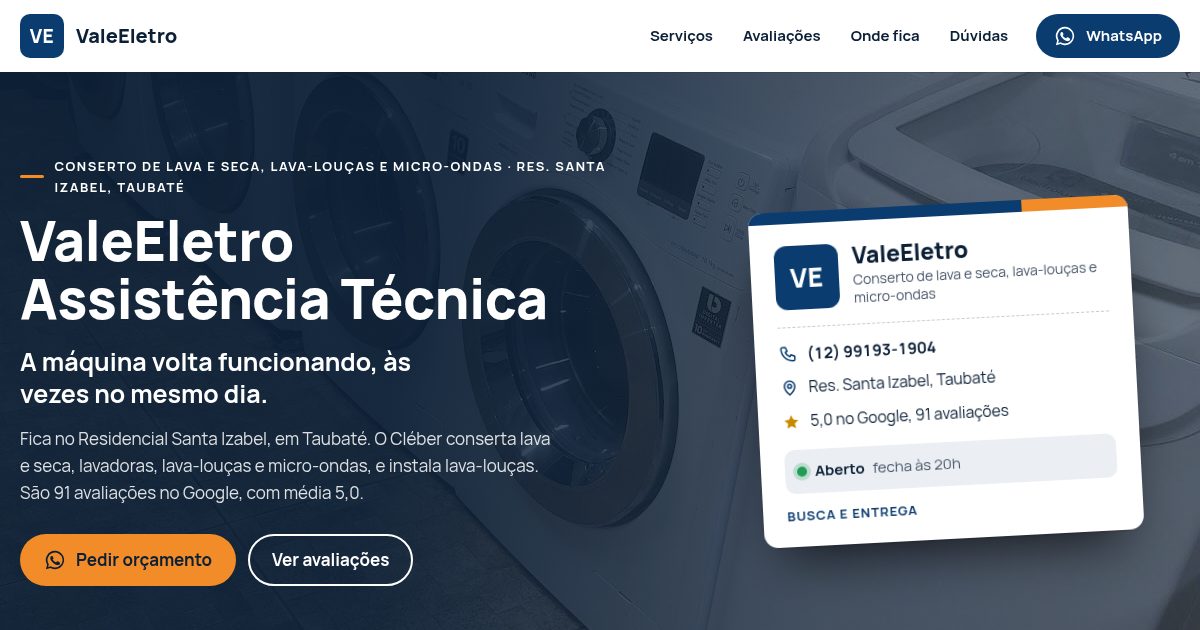 VE
ValeEletro
Serviços
Avaliações
Onde fica
Dúvidas
WhatsApp
CONSERTO DE LAVA E SECA, LAVA-LOUÇAS E MICRO-ONDAS · RES. SANTA
IZABEL, TAUBATÉ
ValeEletro
Assistência Técnica
A máquina volta funcionando, às
vezes no mesmo dia.
Fica no Residencial Santa Izabel, em Taubaté. O Cléber conserta lava
e seca, lavadoras, lava-louças e micro-ondas, e instala lava-louças.
São 91 avaliações no Google, com média 5,0.
Pedir orçamento
Ver avaliações
VE
ValeEletro
Conserto de lava e seca, lava-louças e
micro-ondas
(12) 99193-1904
Res. Santa Izabel, Taubaté
5,0 no Google, 91 avaliações
Aberto fecha às 20h
BUSCA E ENTREGA